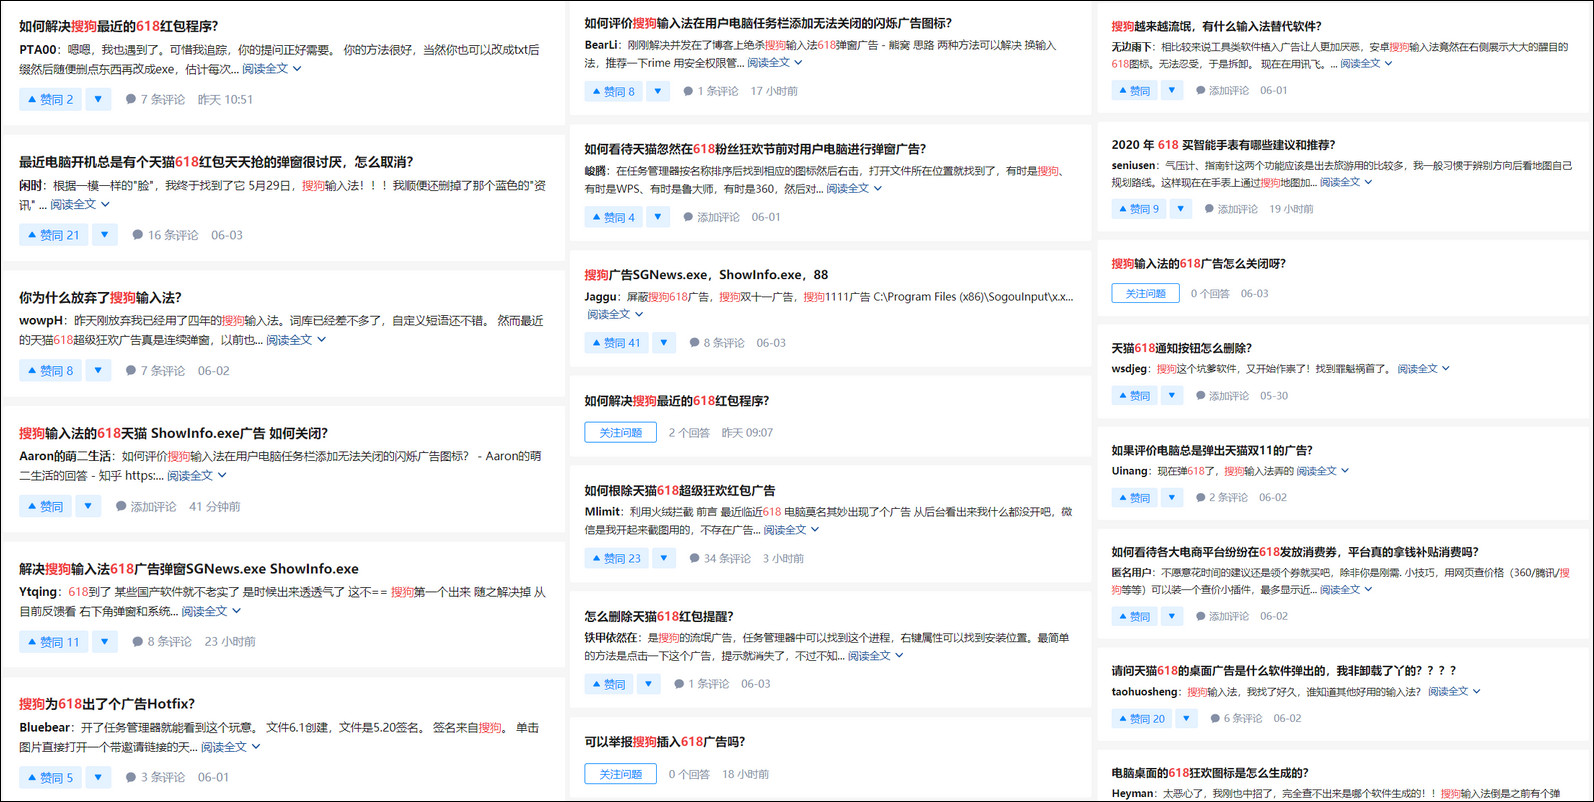 如何解决搜狗最近的618红包程序?
PTA00：嗯嗯，我也遇到了。可惜我追踪，你的提问正好需要。 你的方法很好，当然你也可以改成txt后
缀然后随便删点东西再改成exe，估计每次... 阅读全文
赞同 2
7 条评论
昨天 10:51
最近电脑开机总是有个天猫618红包天天抢的弹窗很讨厌，怎么取消?
闲时：根据一模一样的"脸"，我终于找到了它 5月29日，搜狗输入法！！！我顺便还删掉了那个蓝色的"资
讯" ... 阅读全文
赞同 21
16 条评论
06-03
你为什么放弃了搜狗输入法?
wowpH：昨天刚放弃我已经用了四年的搜狗输入法。词库已经差不多了，自定义短语还不错。 然而最近
的天猫618超级狂欢广告真是连续弹窗，以前也... 阅读全文
赞同 8
7 条评论
06-02
搜狗输入法的618天猫 ShowInfo.exe广告 如何关闭?
Aaron的萌二生活：如何评价搜狗输入法在用户电脑任务栏添加无法关闭的闪烁广告图标？ - Aaron的萌
二生活的回答 - 知乎 https:... 阅读全文
赞同
添加评论
41 分钟前
解决搜狗输入法618广告弹窗SGNews.exe ShowInfo.exe
Ytqing：618到了 某些国产软件就不老实了 是时候出来透透气了 这不== 搜狗第一个出来 随之解决掉 从
目前反馈看 右下角弹窗和系统... 阅读全文
赞同 11
8 条评论
23 小时前
搜狗为618出了个广告Hotfix?
Bluebear：开了任务管理器就能看到这个玩意。 文件6.1创建，文件是5.20签名。 签名来自搜狗。 单击
图片直接打开一个带邀请链接的天... 阅读全文
赞同 5
3 条评论
06-01
如何评价搜狗输入法在用户电脑任务栏添加无法关闭的闪烁广告图标?
BearLi：刚刚解决并发在了博客上绝杀搜狗输入法618弹窗广告 - 熊窝 思路 两种方法可以解决 换输入
法，推荐一下rime 用安全权限管... 阅读全文
赞同 8
1 条评论
17 小时前
如何看待天猫忽然在618粉丝狂欢节前对用户电脑进行弹窗广告?
峻腾：在任务管理器按名称排序后找到相应的图标然后右击，打开文件所在位置就找到了，有时是搜狗、
有时是WPS、有时是鲁大师，有时是360，然后对... 阅读全文
赞同 4
添加评论
06-01
搜狗广告SGNews.exe，ShowInfo.exe，88
Jaggu：屏蔽搜狗618广告，搜狗双十一广告，搜狗1111广告 C:\Program Files (x86)\SogouInput\x.x...
阅读全文
赞同 41
8 条评论
06-03
如何解决搜狗最近的618红包程序?
关注问题
2 个回答
昨天 09:07
如何根除天猫618超级狂欢红包广告
Mlimit：利用火绒拦截 前言 最近临近618 电脑莫名其妙出现了个广告 从后台看出来我什么都没开吧，微
信是我开起来截图用的，不存在广告... 阅读全文
赞同 23
34 条评论
3 小时前
怎么删除天猫618红包提醒?
铁甲依然在：是搜狗的流氓广告，任务管理器中可以找到这个进程，右键属性可以找到安装位置。最简单
的方法是点击一下这个广告，提示就消失了，不过不知... 阅读全文
赞同
1 条评论
06-03
可以举报搜狗插入618广告吗?
关注问题
0 个回答
18 小时前
搜狗越来越流氓，有什么输入法替代软件?
无边雨下：相比较来说工具类软件植入广告让人更加厌恶，安卓搜狗输入法竟然在右侧展示大大的醒目的
618图标。无法忍受，于是拆卸。 现在在用讯飞。... 阅读全文
赞同
添加评论
06-01
2020 年 618 买智能手表有哪些建议和推荐?
seniusen：气压计、指南针这两个功能应该是出去旅游用的比较多，我一般习惯于辨别方向后看地图自己
规划路线。这样现在在手表上通过搜狗地图加... 阅读全文
赞同 9
添加评论
19 小时前
搜狗输入法的618广告怎么关闭呀?
关注问题
0 个回答
06-03
天猫618通知按钮怎么删除?
wsdjeg：搜狗这个坑爹软件，又开始作祟了！找到罪魁祸首了。 阅读全文
赞同
添加评论
05-30
如果评价电脑总是弹出天猫双11的广告?
Uinang：现在弹618了，搜狗输入法弄的 阅读全文
赞同
2 条评论
06-02
如何看待各大电商平台纷纷在618发放消费券，平台真的拿钱补贴消费吗?
匿名用户：不愿意花时间的建议还是领个券就买吧，除非你是刚需. 小技巧，用网页查价格（360/腾讯/搜
狗等等）可以装一个查价小插件，最多显示近... 阅读全文
赞同
添加评论
06-02
请问天猫618的桌面广告是什么软件弹出的，我非卸载了丫的？？？？
taohuosheng：搜狗输入法，我找了好久，谁知道其他好用的输入法？ 阅读全文
赞同 20
6 条评论
06-02
电脑桌面的618狂欢图标是怎么生成的?
Heyman：太恶心了，我刚也中招了，完全查不出来是哪个软件生成的！！搜狗输入法倒是之前有个弹